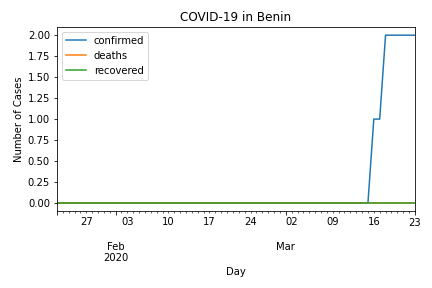 COVID-19 in Benin
confirmed
deaths
recovered
Number of Cases
2.00
1.75
1.50
1.25
1.00
0.75
0.50
0.25
0.00
27 03 10 17 24 02 09 16 23
Feb Mar
2020
Day